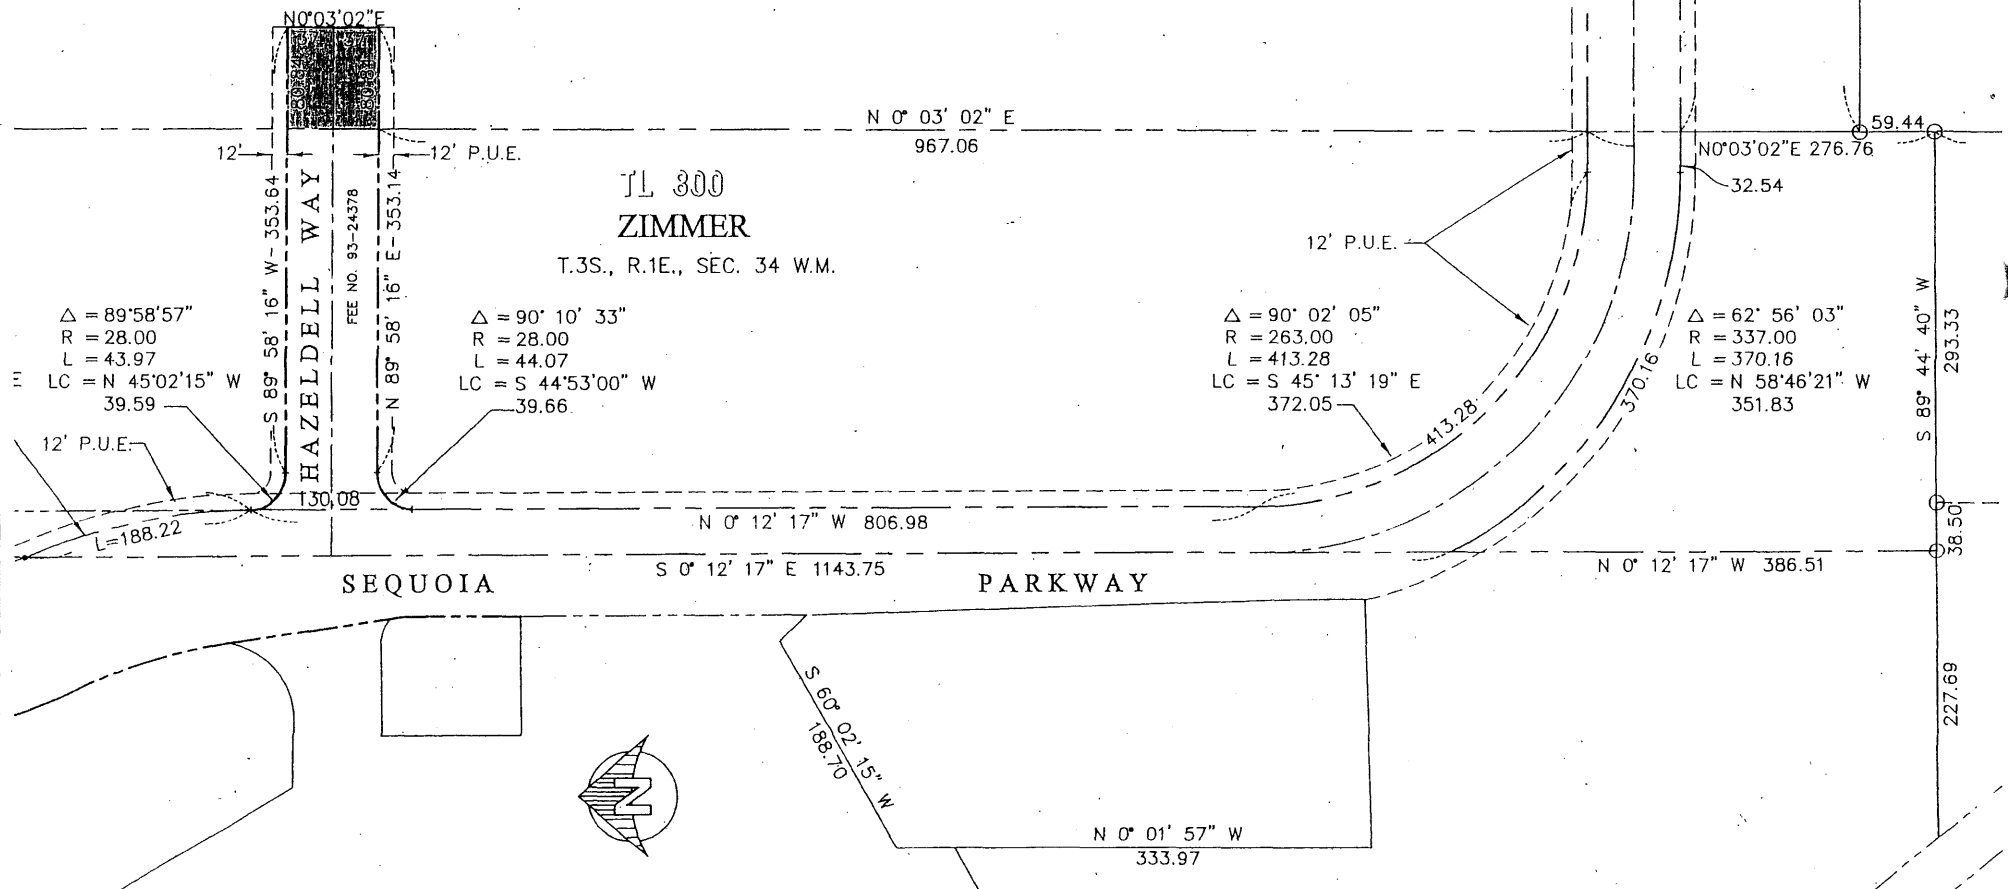 N0°03'02"E
N 0° 03' 02" E
967.06
59.44
N0°03'02"E 276.76
32.54
12'
12' P.U.E.
TL 300
ZIMMER
T.3S., R.1E., SEC. 34 W.M.
S 89° 58' 16" W - 353.64
HAZELDELL WAY
FEE NO. 93-24378
N 89° 58' 16" E - 353.14
12' P.U.E.
Δ = 89°58'57"
R = 28.00
L = 43.97
LC = N 45°02'15" W
39.59
Δ = 90° 10' 33"
R = 28.00
L = 44.07
LC = S 44°53'00" W
39.66
Δ = 90° 02' 05"
R = 263.00
L = 413.28
LC = S 45° 13' 19" E
372.05
Δ = 62° 56' 03"
R = 337.00
L = 370.16
LC = N 58°46'21" W
351.83
413.28
370.16
S 89° 44' 40" W
293.33
E
12' P.U.E.
130.08
L=188.22
N 0° 12' 17" W 806.98
38.50
S 0° 12' 17" E 1143.75
N 0° 12' 17" W 386.51
SEQUOIA PARKWAY
S 60° 02' 15" W
188.70
227.69
N
N 0° 01' 57" W
333.97